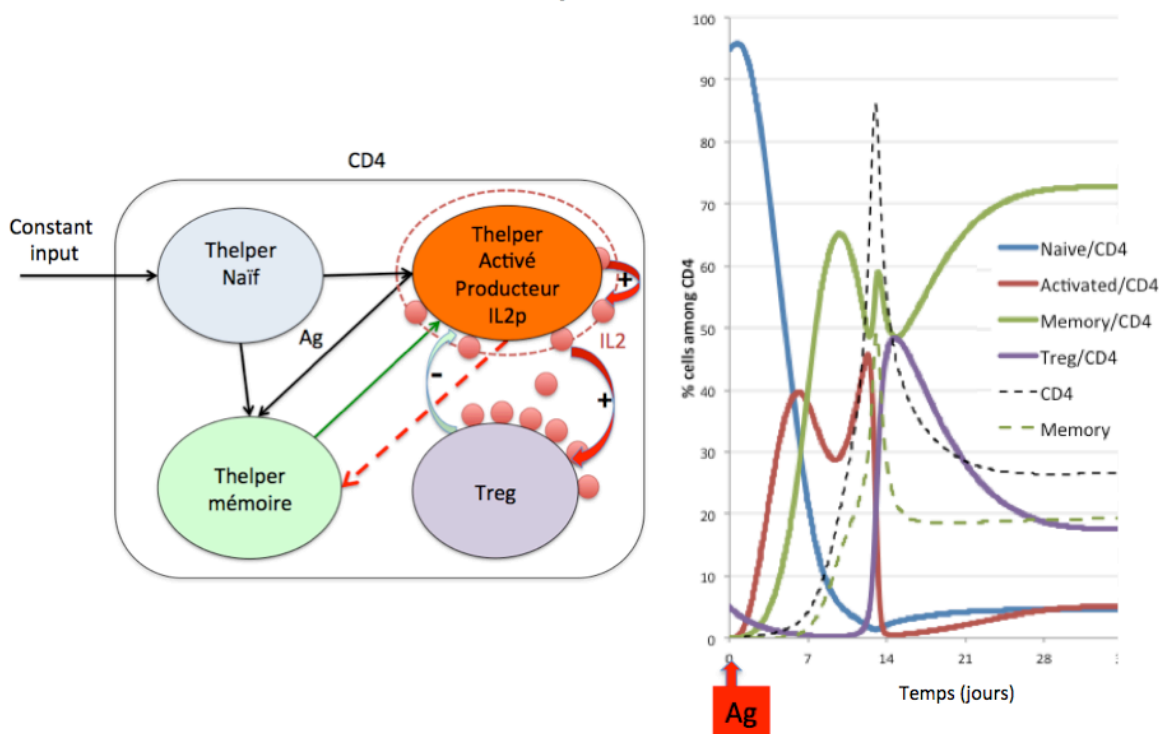 CD4
Constant
input
Thelper
Naïf
Thelper
Activé
Producteur
IL2p
+
Ag
IL2
-
+
Thelper
mémoire
Treg
100
90
80
70
60
50
40
30
20
10
0
% cells among CD4
Naive/CD4
Activated/CD4
Memory/CD4
Treg/CD4
CD4
Memory
0
7
14
21
28
Temps (jours)
Ag